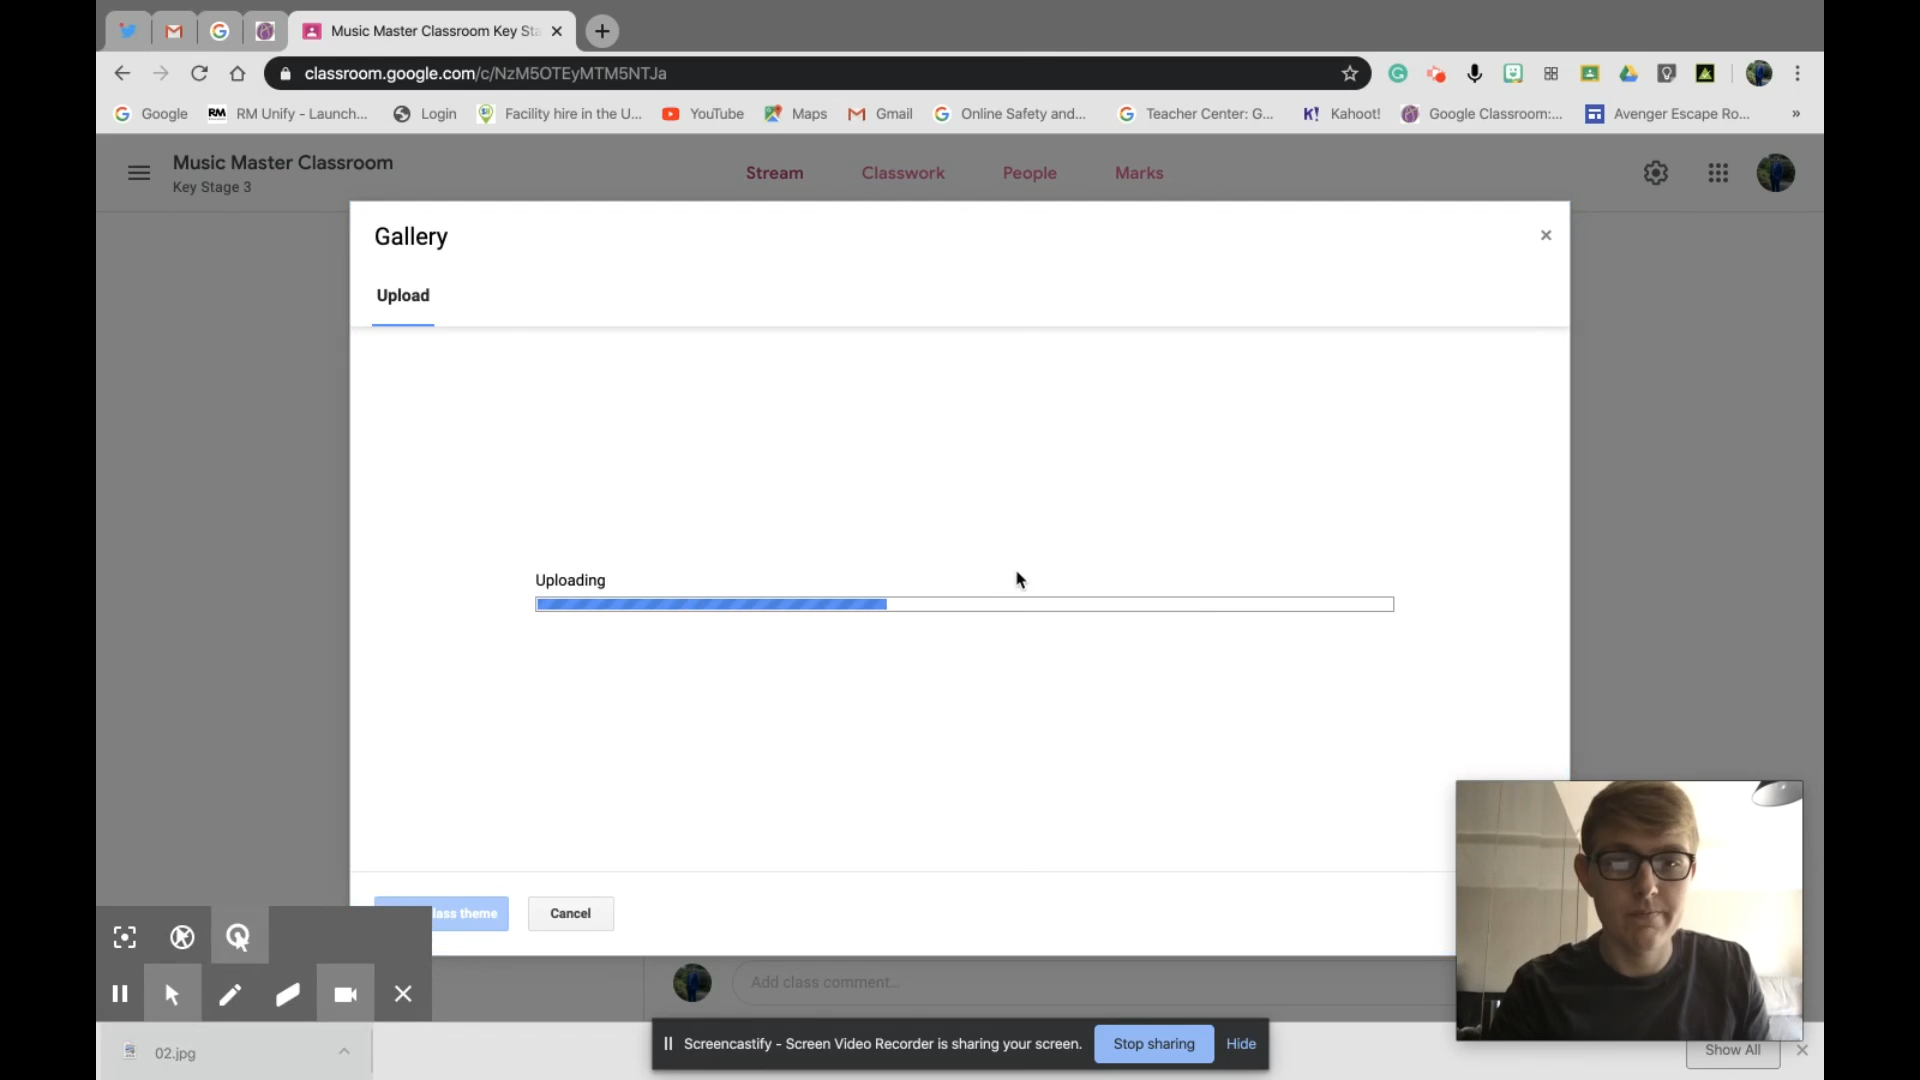 Music Master Classroom Key Sta
classroom.google.com/c/NzM5OTEyMTM5NTJa
Google
RM
RM Unify - Launch...
Login
Facility hire in the U...
YouTube
Maps
Gmail
Online Safety and...
Teacher Center: G...
K!
Kahoot!
Google Classroom:...
Avenger Escape Ro...
»
Music Master Classroom
Key Stage 3
Stream
Classwork
People
Marks
Gallery
Upload
Uploading
lass theme
Cancel
Add class comment...
Screencastify - Screen Video Recorder is sharing your screen.
Stop sharing
Hide
02.jpg
Show All